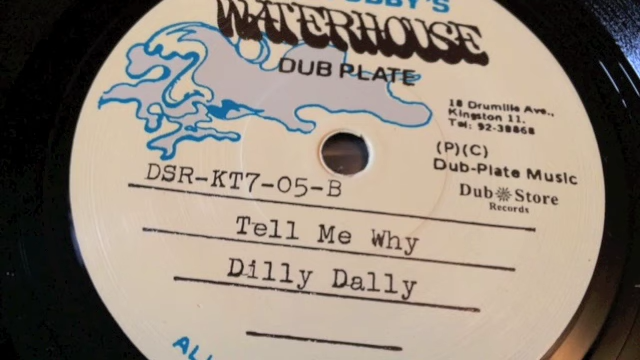 WATERHOUSE
DUB PLATE
18 Drumille Ave.,
Kingston 11.
Tel: 92-38868
(P)(C)
Dub-Plate Music
Dub Store
Records
DSR-KT7-05-B
Tell Me Why
Dilly Dally